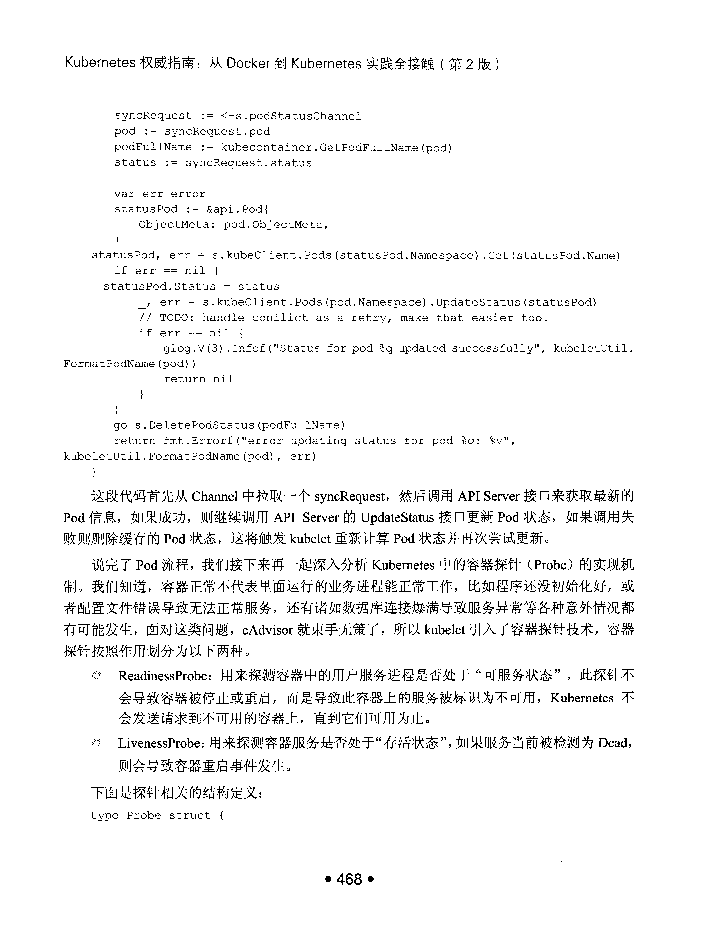 Kubernetes 权威指南：从 Docker 到 Kubernetes 实践全接触（第 2 版）
syncRequest := <-s.podStatusChannel
pod := syncRequest.pod
podFullName := kubecontainer.GetPodFullName(pod)
status := syncRequest.status
var err error
statusPod := &api.Pod{
ObjectMeta: pod.ObjectMeta,
}
statusPod, err = s.kubeClient.Pods(statusPod.Namespace).Get(statusPod.Name)
if err == nil {
statusPod.Status = status
_, err = s.kubeClient.Pods(pod.Namespace).UpdateStatus(statusPod)
// TODO: handle conflict as a retry, make that easier too.
if err == nil {
glog.V(3).Infof("Status for pod %q updated successfully", kubeletUtil.
FormatPodName(pod))
return nil
}
}
go s.DeletePodStatus(podFullName)
return fmt.Errorf("error updating status for pod %q: %v",
kubeletUtil.FormatPodName(pod), err)
}
这段代码首先从 Channel 中拉取一个 syncRequest，然后调用 API Server 接口来获取最新的
Pod 信息，如果成功，则继续调用 API Server 的 UpdateStatus 接口更新 Pod 状态，如果调用失
败则删除缓存的 Pod 状态，这将触发 kubelet 重新计算 Pod 状态并再次尝试更新。
说完了 Pod 流程，我们接下来再一起深入分析 Kubernetes 中的容器探针（Probe）的实现机
制。我们知道，容器正常不代表里面运行的业务进程能正常工作，比如程序还没初始化好，或
者配置文件错误导致无法正常服务，还有诸如数据库连接爆满导致服务异常等各种意外情况都
有可能发生，面对这类问题，cAdvisor 就束手无策了，所以 kubelet 引入了容器探针技术，容器
探针按照作用划分为以下两种。
ReadinessProbe：用来探测容器中的用户服务进程是否处于“可服务状态”，此探针不
会导致容器被停止或重启，而是导致此容器上的服务被标识为不可用，Kubernetes 不
会发送请求到不可用的容器上，直到它们可用为止。
LivenessProbe：用来探测容器服务是否处于“存活状态”，如果服务当前被检测为 Dead，
则会导致容器重启事件发生。
下面是探针相关的结构定义：
type Probe struct {
• 468 •